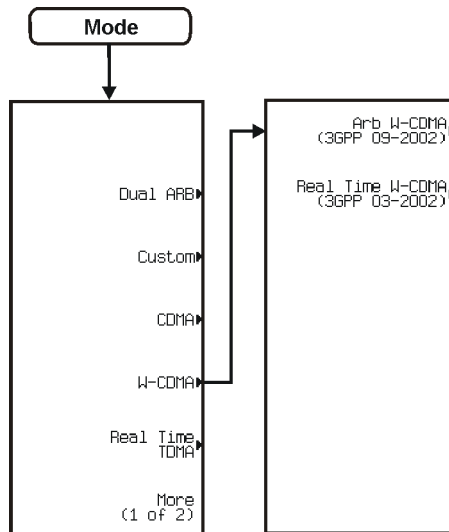 Mode
Dual ARB
Custom
CDMA
W-CDMA
Real Time
TDMA
More
(1 of 2)
Arb W-CDMA
(3GPP 09-2002)
Real Time W-CDMA
(3GPP 03-2002)